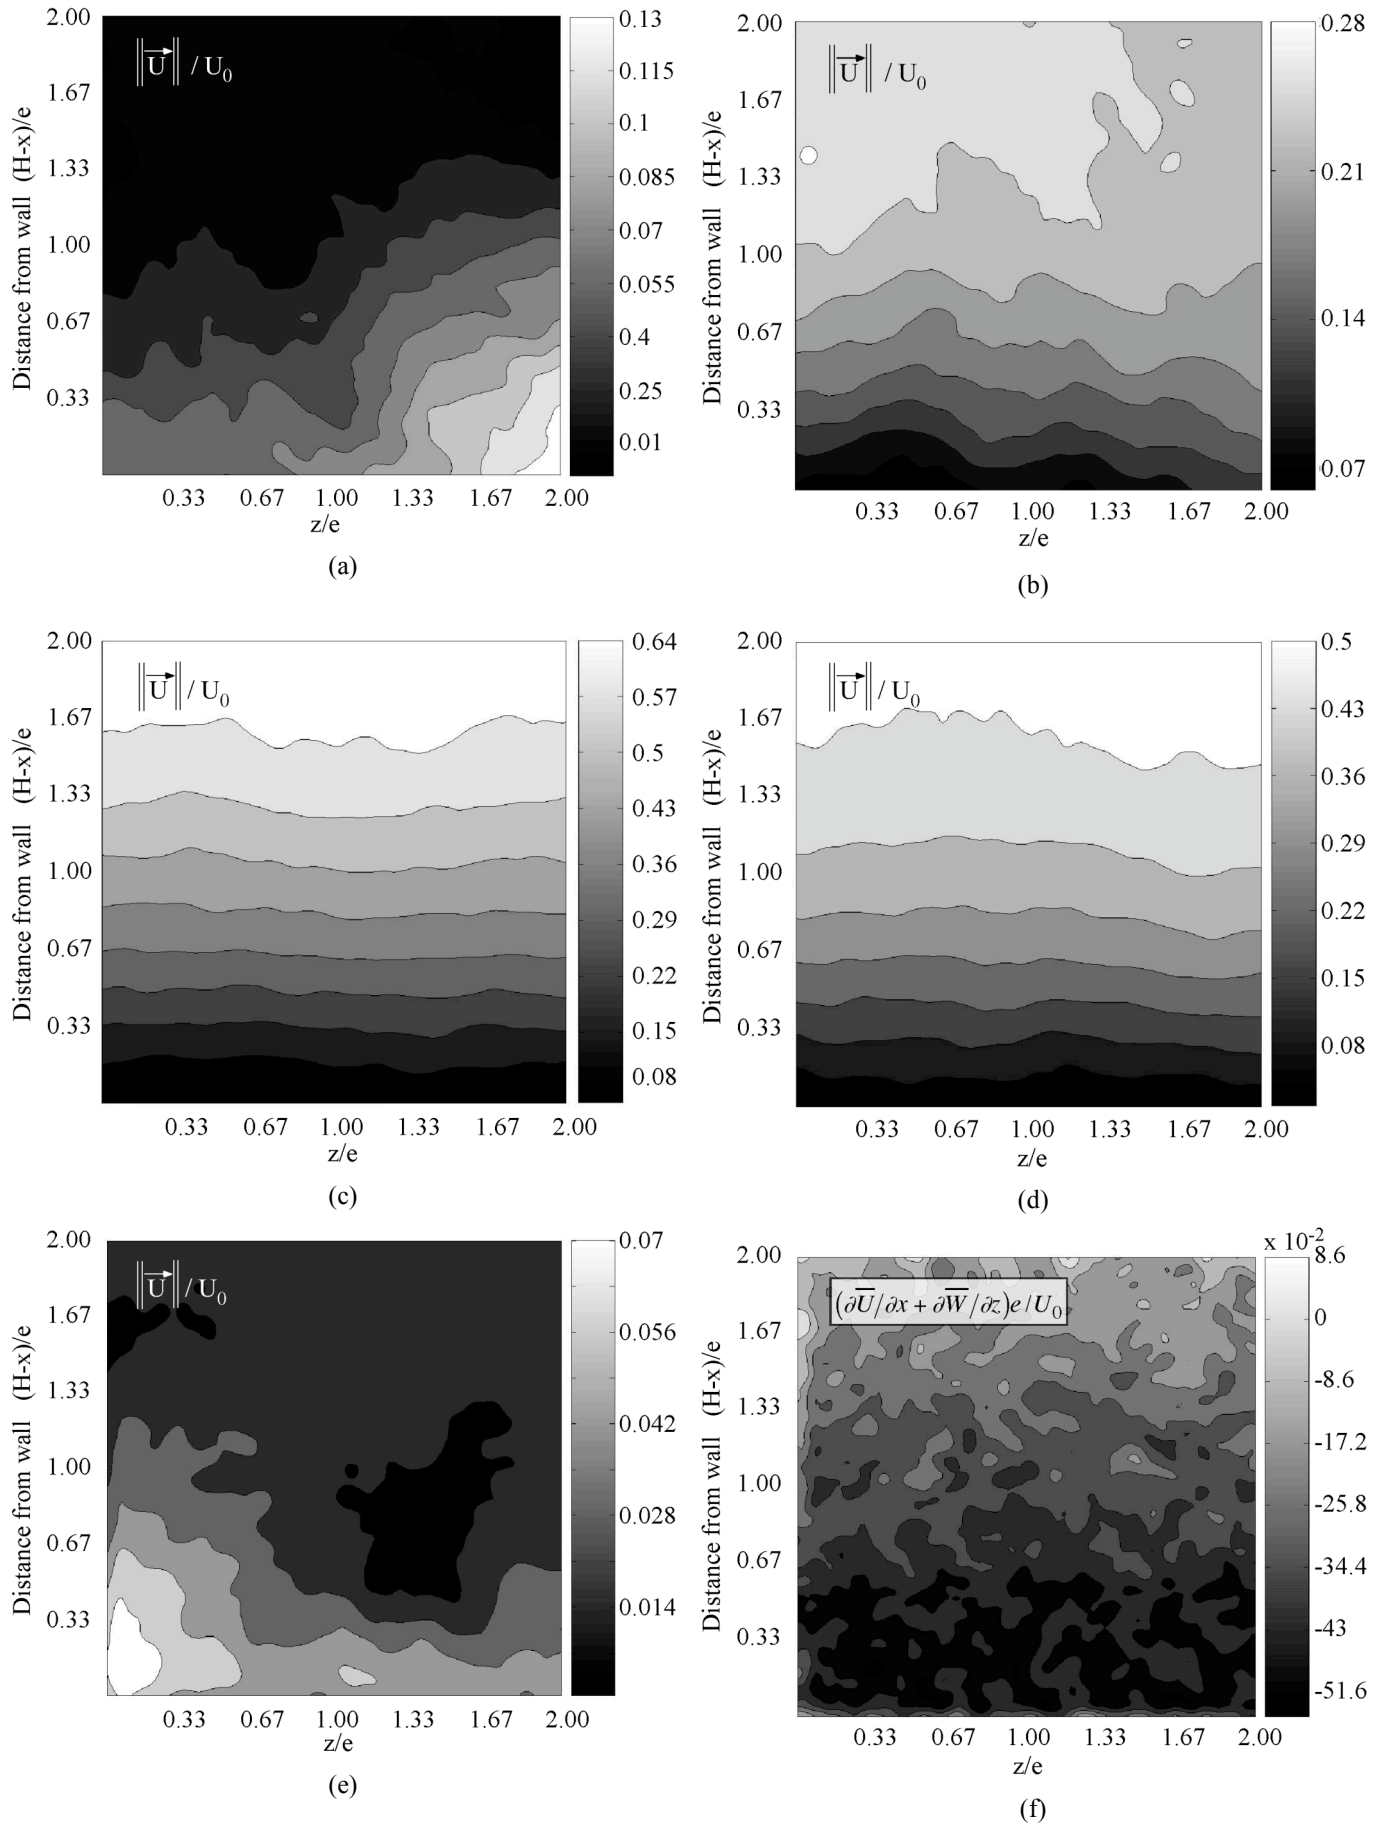 2.00
1.67
1.33
1.00
0.67
0.33
Distance from wall (H-x)/e
‖U‖ / U0
0.13
0.115
0.1
0.085
0.07
0.055
0.4
0.25
0.01
0.33 0.67 1.00 1.33 1.67 2.00
z/e
(a)
2.00
1.67
1.33
1.00
0.67
0.33
Distance from wall (H-x)/e
‖U‖ / U0
0.28
0.21
0.14
0.07
0.33 0.67 1.00 1.33 1.67 2.00
z/e
(b)
2.00
1.67
1.33
1.00
0.67
0.33
Distance from wall (H-x)/e
‖U‖ / U0
0.64
0.57
0.5
0.43
0.36
0.29
0.22
0.15
0.08
0.33 0.67 1.00 1.33 1.67 2.00
z/e
(c)
2.00
1.67
1.33
1.00
0.67
0.33
Distance from wall (H-x)/e
‖U‖ / U0
0.5
0.43
0.36
0.29
0.22
0.15
0.08
0.33 0.67 1.00 1.33 1.67 2.00
z/e
(d)
2.00
1.67
1.33
1.00
0.67
0.33
Distance from wall (H-x)/e
‖U‖ / U0
0.07
0.056
0.042
0.028
0.014
0.33 0.67 1.00 1.33 1.67 2.00
z/e
(e)
2.00
1.67
1.33
1.00
0.67
0.33
Distance from wall (H-x)/e
(∂U̅/∂x + ∂W̅/∂z)e/U0
x 10-2
8.6
0
-8.6
-17.2
-25.8
-34.4
-43
-51.6
0.33 0.67 1.00 1.33 1.67 2.00
z/e
(f)